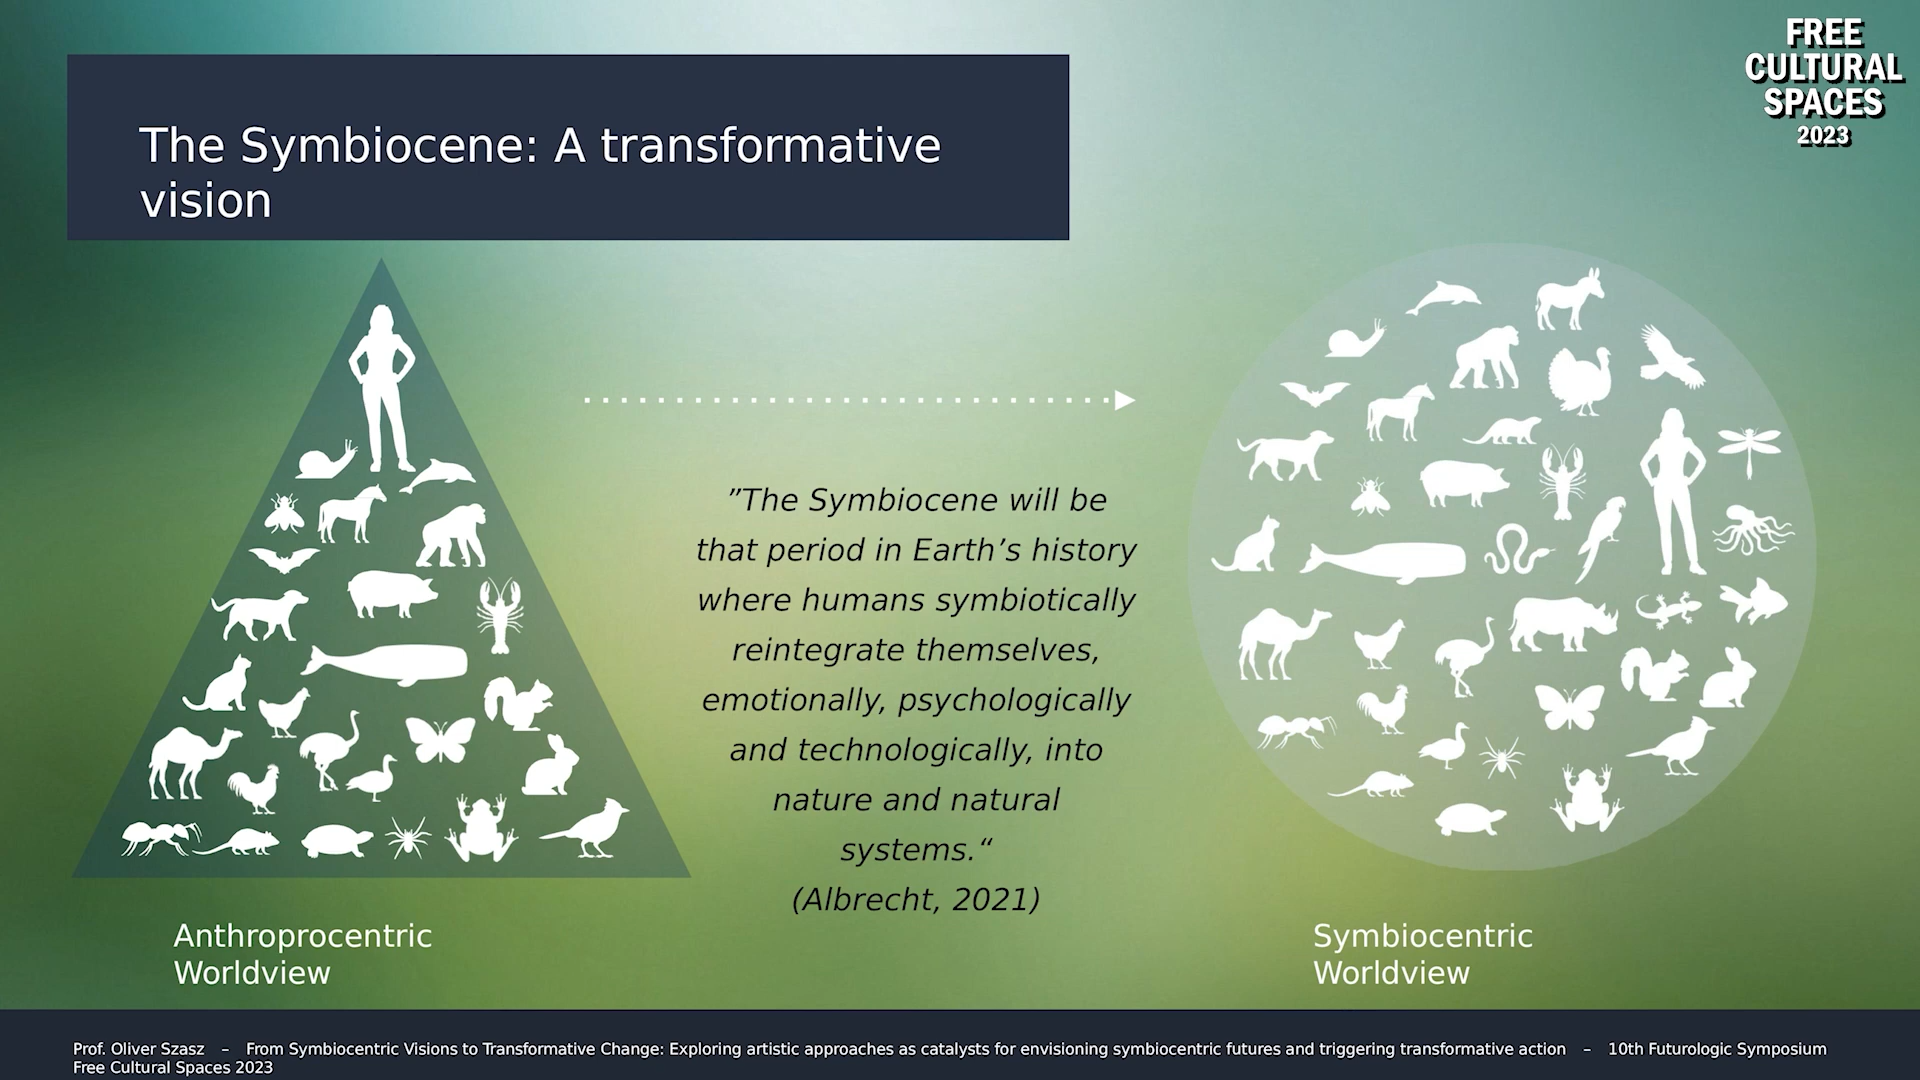 The Symbiocene: A transformative
vision
FREE
CULTURAL
SPACES
2023
”The Symbiocene will be
that period in Earth’s history
where humans symbiotically
reintegrate themselves,
emotionally, psychologically
and technologically, into
nature and natural
systems.“
(Albrecht, 2021)
Anthroprocentric
Worldview
Symbiocentric
Worldview
Prof. Oliver Szasz – From Symbiocentric Visions to Transformative Change: Exploring artistic approaches as catalysts for envisioning symbiocentric futures and triggering transformative action – 10th Futurologic Symposium
Free Cultural Spaces 2023